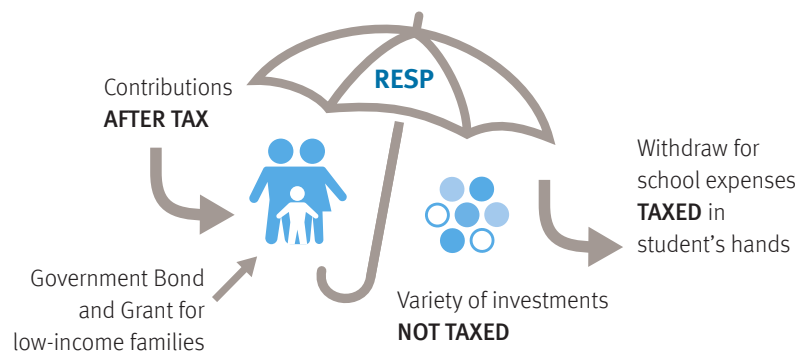 RESP
Contributions
AFTER TAX
Government Bond
and Grant for
low-income families
Variety of investments
NOT TAXED
Withdraw for
school expenses
TAXED in
student’s hands